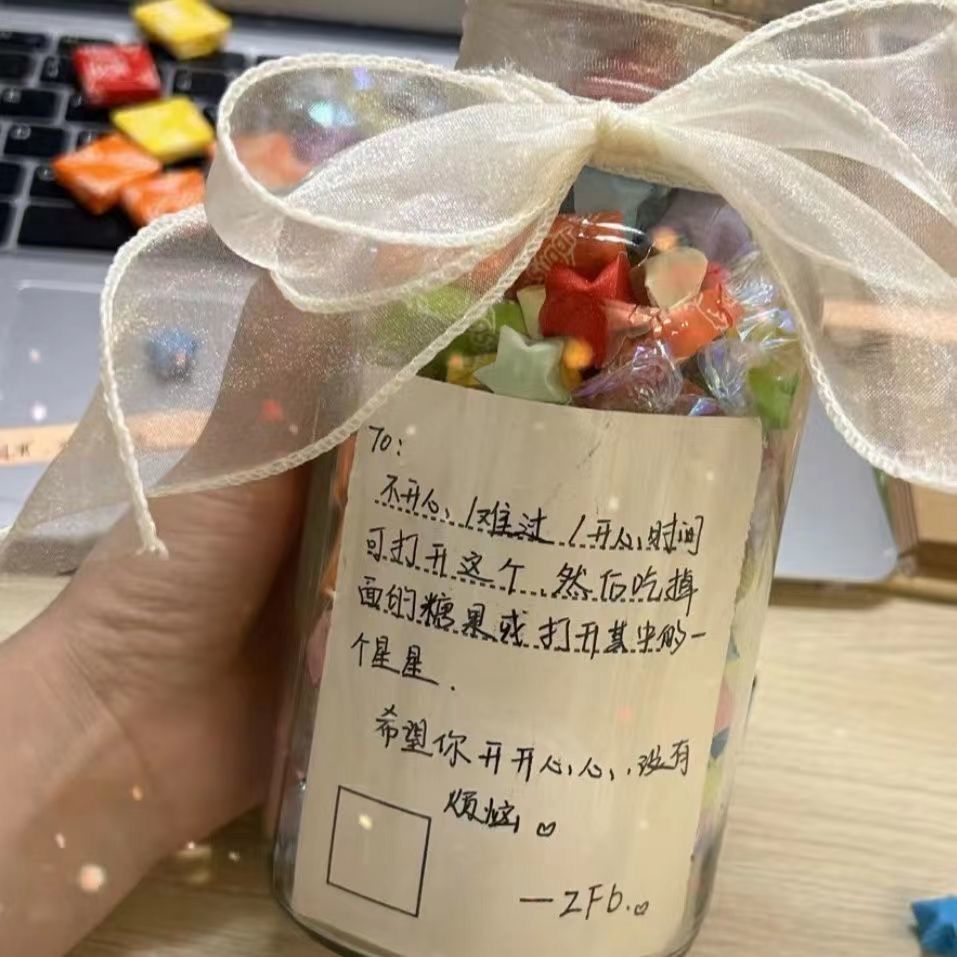 To:
不开心、难过/开心时间
可打开这个.然后吃掉
面的糖果或打开其中的一
个星星.
希望你开开心心,没有
烦恼♡
—ZFb.♡